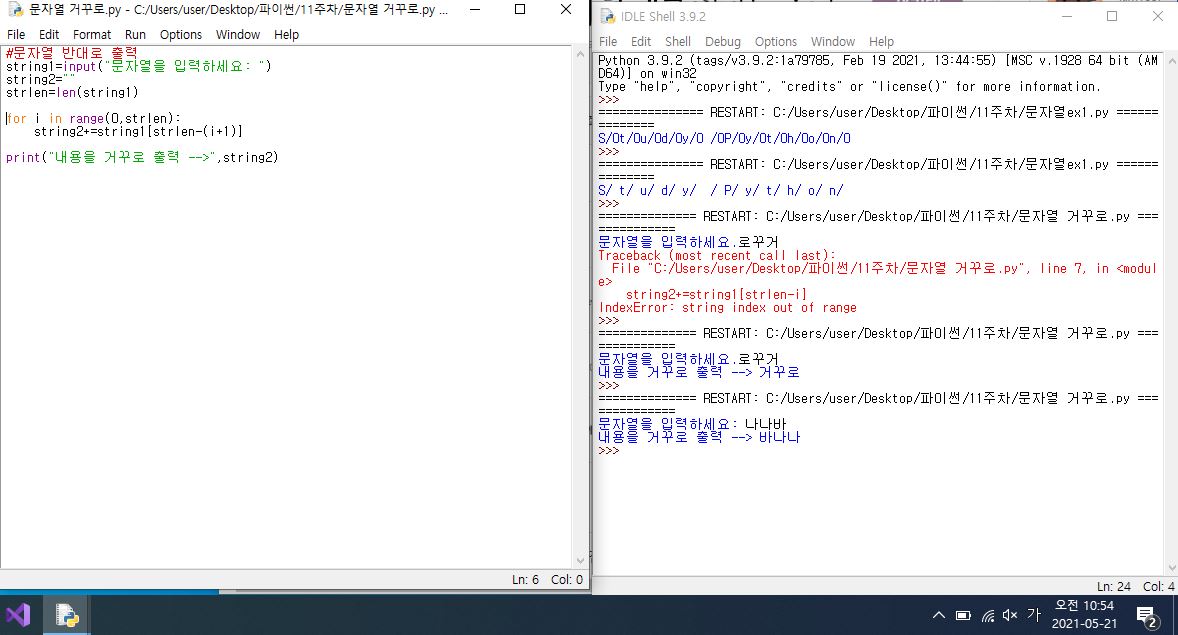 문자열 거꾸로.py - C:/Users/user/Desktop/파이썬/11주차/문자열 거꾸로.py ...
File Edit Format Run Options Window Help
#문자열 반대로 출력
string1=input("문자열을 입력하세요: ")
string2=""
strlen=len(string1)
for i in range(0,strlen):
    string2+=string1[strlen-(i+1)]
print("내용을 거꾸로 출력 -->",string2)
Ln: 6 Col: 0
IDLE Shell 3.9.2
File Edit Shell Debug Options Window Help
Python 3.9.2 (tags/v3.9.2:1a79785, Feb 19 2021, 13:44:55) [MSC v.1928 64 bit (AM
D64)] on win32
Type "help", "copyright", "credits" or "license()" for more information.
>>>
============== RESTART: C:/Users/user/Desktop/파이썬/11주차/문자열ex1.py ======
========
S/0t/0u/0d/0y/0 /0P/0y/0t/0h/0o/0n/0
>>>
============== RESTART: C:/Users/user/Desktop/파이썬/11주차/문자열ex1.py ======
========
S/ t/ u/ d/ y/  / P/ y/ t/ h/ o/ n/
>>>
============== RESTART: C:/Users/user/Desktop/파이썬/11주차/문자열 거꾸로.py ===
===========
문자열을 입력하세요.로꾸거
Traceback (most recent call last):
  File "C:/Users/user/Desktop/파이썬/11주차/문자열 거꾸로.py", line 7, in <modul
e>
    string2+=string1[strlen-i]
IndexError: string index out of range
>>>
============== RESTART: C:/Users/user/Desktop/파이썬/11주차/문자열 거꾸로.py ===
===========
문자열을 입력하세요.로꾸거
내용을 거꾸로 출력 --> 거꾸로
>>>
============== RESTART: C:/Users/user/Desktop/파이썬/11주차/문자열 거꾸로.py ===
===========
문자열을 입력하세요: 나나바
내용을 거꾸로 출력 --> 바나나
>>>
Ln: 24 Col: 4
가
오전 10:54
2021-05-21
2